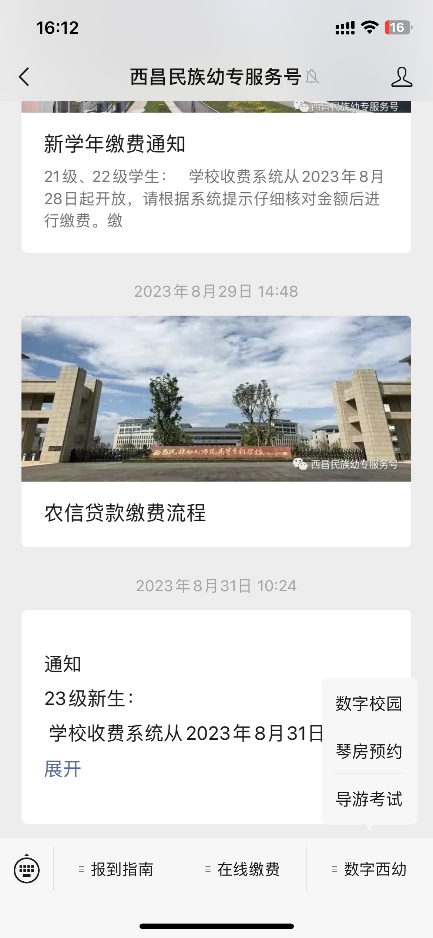 16:12
16
西昌民族幼专服务号
西昌民族幼专服务号
新学年缴费通知
21级、22级学生： 学校收费系统从2023年8月
28日起开放，请根据系统提示仔细核对金额后进
行缴费。缴
2023年8月29日 14:48
西昌民族幼儿师范高等专科学校
西昌民族幼专服务号
农信贷款缴费流程
2023年8月31日 10:24
通知
23级新生：
学校收费系统从2023年8月31日
展开
数字校园
琴房预约
导游考试
报到指南
在线缴费
数字西幼